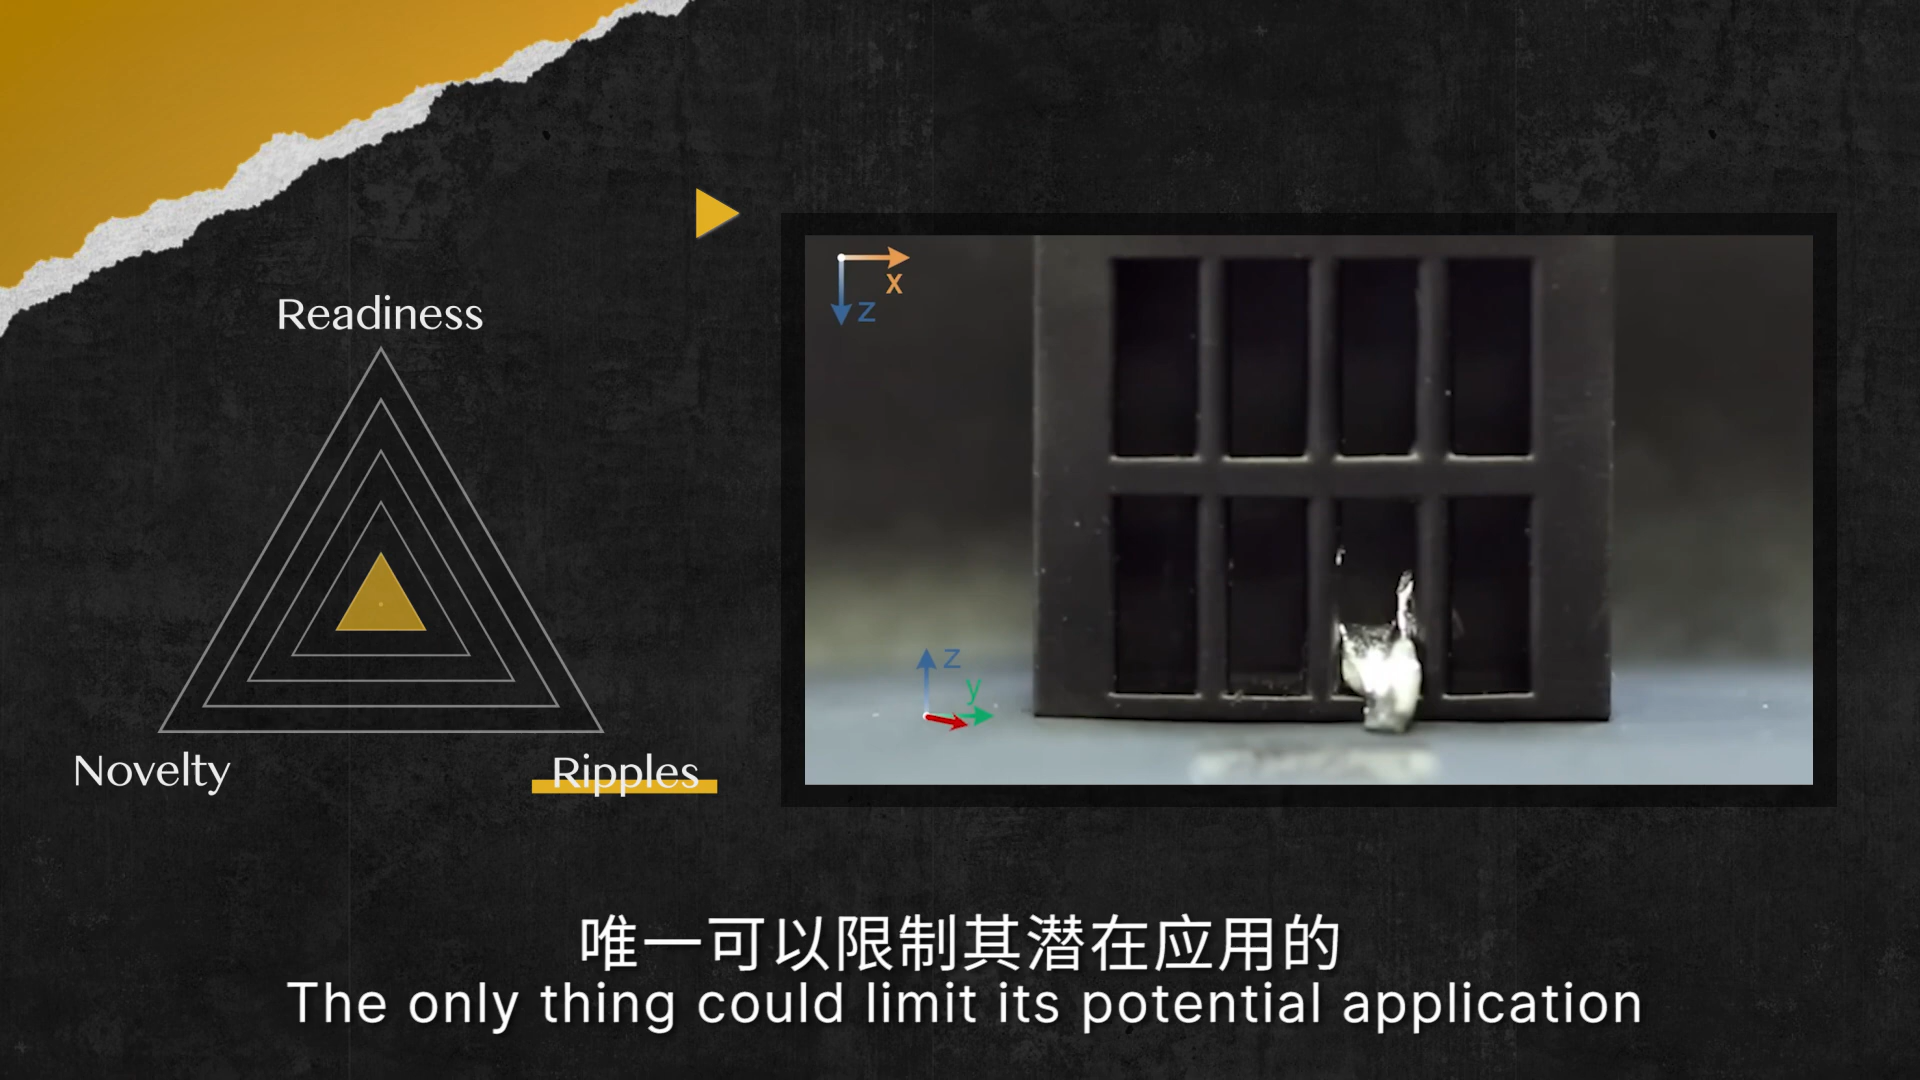 Readiness
Novelty
Ripples
x
z
z
y
唯一可以限制其潜在应用的
The only thing could limit its potential application